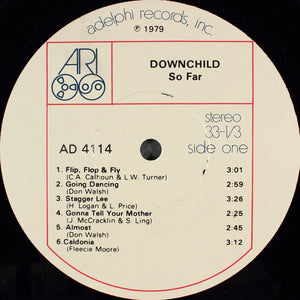 adelphi records, inc.
℗ 1979
ARI
DOWNCHILD
So Far
stereo
33-1/3
AD 4114
side one
1. Flip, Flop & Fly 3:01
(C.A. Calhoun & L.W. Turner)
2. Going Dancing 2:59
(Don Walsh)
3. Stagger Lee 3:26
(H. Logan & L. Price)
4. Gonna Tell Your Mother 2:25
(J. McCracklin & S. Ling)
5. Almost 2:45
(Don Walsh)
6. Caldonia 3:12
(Fleecie Moore)